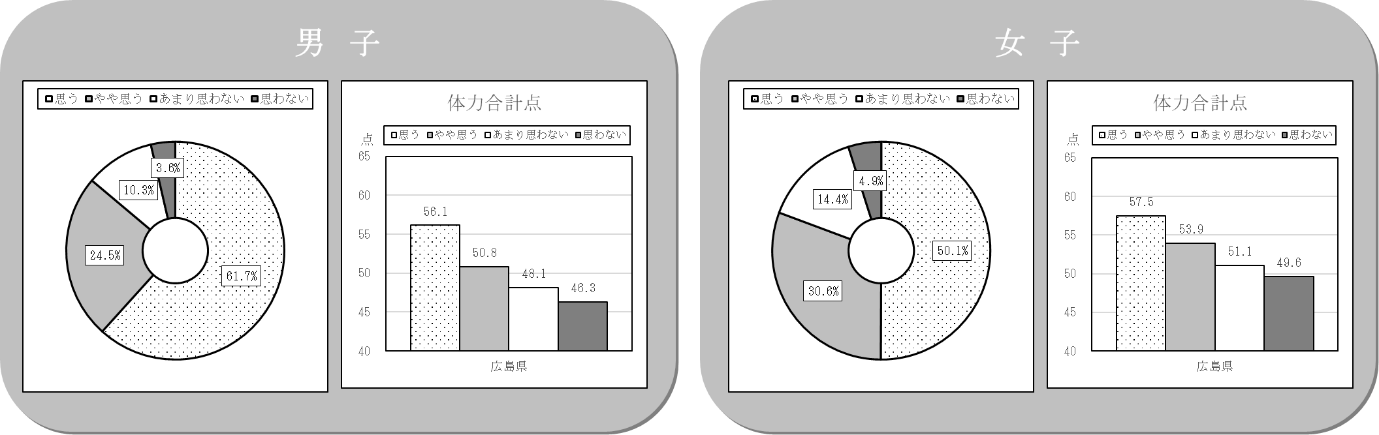 男 子
□思う ■やや思う □あまり思わない ■思わない
3.6%
10.3%
24.5%
61.7%
体力合計点
□思う ■やや思う □あまり思わない ■思わない
点
65
60
55
50
45
40
56.1
50.8
48.1
46.3
広島県
女 子
□思う ■やや思う □あまり思わない ■思わない
4.9%
14.4%
50.1%
30.6%
体力合計点
□思う ■やや思う □あまり思わない ■思わない
点
65
60
55
50
45
40
57.5
53.9
51.1
49.6
広島県